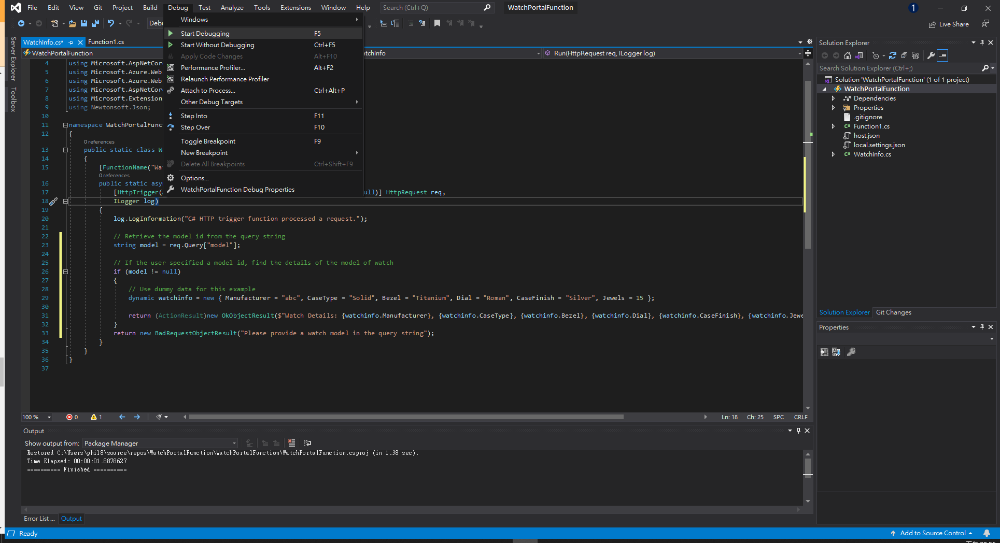 File Edit View Git Project Build Debug Test Analyze Tools Extensions Window Help Search (Ctrl+Q) WatchPortalFunction 1
Live Share
Windows
Start Debugging F5
Start Without Debugging Ctrl+F5
Apply Code Changes Alt+F10
Performance Profiler... Alt+F2
Relaunch Performance Profiler
Attach to Process... Ctrl+Alt+P
Other Debug Targets
Step Into F11
Step Over F10
Toggle Breakpoint F9
New Breakpoint
Delete All Breakpoints Ctrl+Shift+F9
Options...
WatchPortalFunction Debug Properties
Debu
Server Explorer
Toolbox
WatchInfo.cs* Function1.cs
WatchPortalFunction tchInfo Run(HttpRequest req, ILogger log)
4 using Microsoft.AspNetCor
5 using Microsoft.Azure.Web
6 using Microsoft.Azure.Web
7 using Microsoft.AspNetCor
8 using Microsoft.Extension
9 using Newtonsoft.Json;
10
11 namespace WatchPortalFunc
12 {
0 references
13 public static class W
14 {
15 [FunctionName("Wa
0 references
16 public static asy
17 [HttpTrigger( ull)] HttpRequest req,
18 ILogger log)
19 {
20 log.LogInformation("C# HTTP trigger function processed a request.");
21
22 // Retrieve the model id from the query string
23 string model = req.Query["model"];
24
25 // If the user specified a model id, find the details of the model of watch
26 if (model != null)
27 {
28 // Use dummy data for this example
29 dynamic watchinfo = new { Manufacturer = "abc", CaseType = "Solid", Bezel = "Titanium", Dial = "Roman", CaseFinish = "Silver", Jewels = 15 };
30
31 return (ActionResult)new OkObjectResult($"Watch Details: {watchinfo.Manufacturer}, {watchinfo.CaseType}, {watchinfo.Bezel}, {watchinfo.Dial}, {watchinfo.CaseFinish}, {watchinfo.Jewe
32 }
33 return new BadRequestObjectResult("Please provide a watch model in the query string");
34 }
35 }
36 }
37
100 % 0 1 Ln: 18 Ch: 25 SPC CRLF
Output
Show output from: Package Manager
Restored C:\Users\phil8\source\repos\WatchPortalFunction\WatchPortalFunction\WatchPortalFunction.csproj (in 1.38 sec).
Time Elapsed: 00:00:01.8878627
========== Finished ==========
Error List ... Output
Solution Explorer
Search Solution Explorer (Ctrl+;)
Solution 'WatchPortalFunction' (1 of 1 project)
WatchPortalFunction
Dependencies
Properties
.gitignore
C# Function1.cs
host.json
local.settings.json
C# WatchInfo.cs
Solution Explorer Git Changes
Properties
Ready Add to Source Control